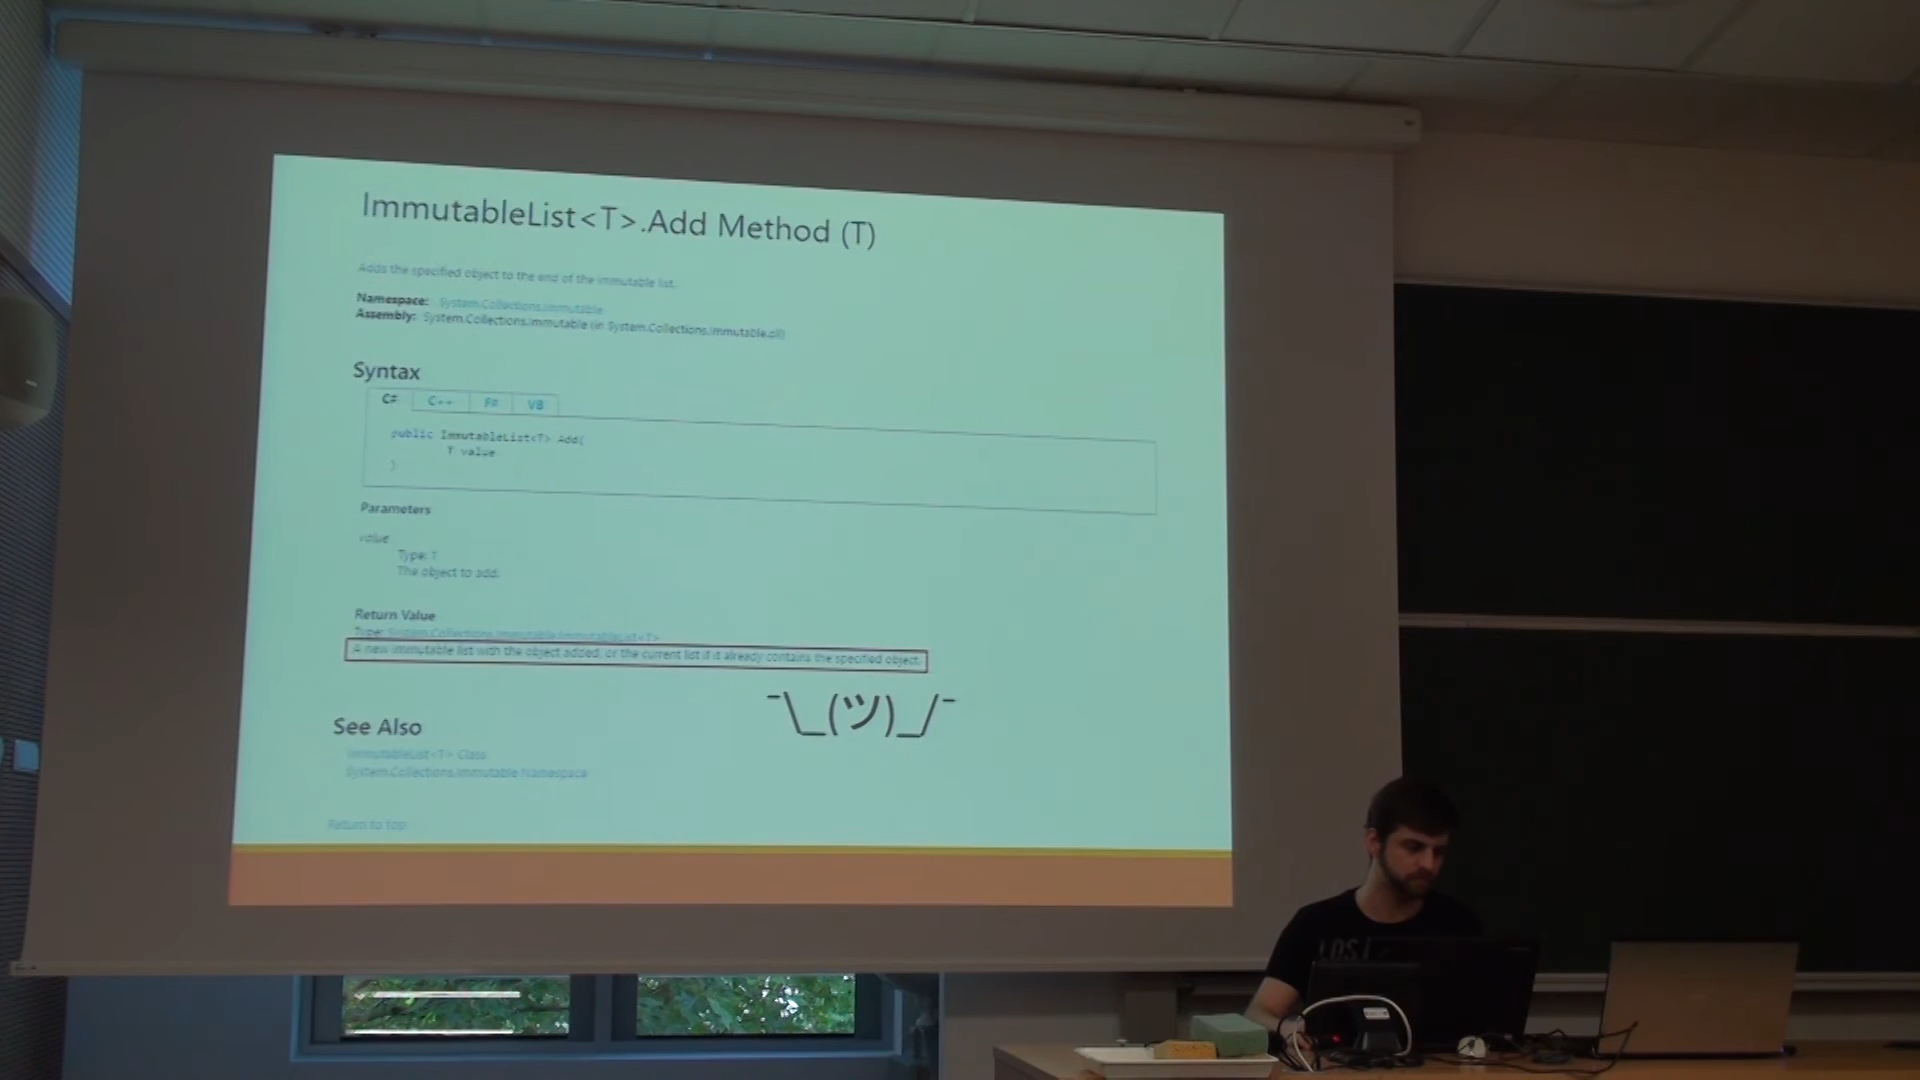 ImmutableList<T>.Add Method (T)
Adds the specified object to the end of the immutable list.
Namespace: System.Collections.Immutable
Assembly: System.Collections.Immutable (in System.Collections.Immutable.dll)
Syntax
C# C++ F# VB
public ImmutableList<T> Add(
T value
)
Parameters
value
Type: T
The object to add.
Return Value
Type: System.Collections.Immutable.ImmutableList<T>
A new immutable list with the object added, or the current list if it already contains the specified object.
¯\_(ツ)_/¯
See Also
ImmutableList<T> Class
System.Collections.Immutable Namespace
Return to top